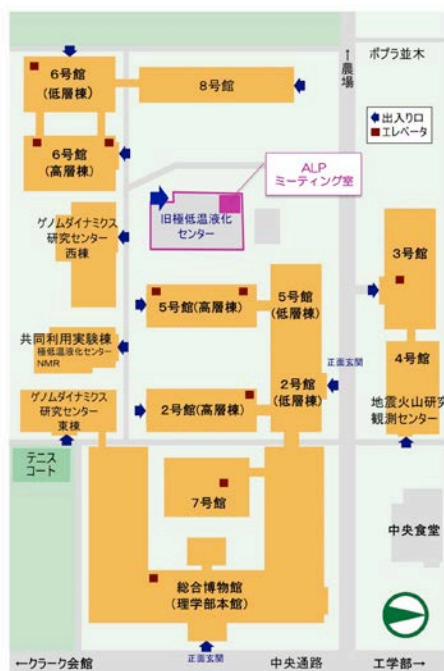 6号館
(低層棟)
8号館
←農場
ポプラ並木
出入り口
エレベータ
6号館
(高層棟)
ALP
ミーティング室
旧極低温液化
センター
ゲノムダイナミクス
研究センター
西棟
3号館
5号館(高層棟)
5号館
(低層棟)
共同利用実験棟
極低温液化センター
NMR
正面玄関
4号館
地震火山研究
観測センター
2号館(高層棟)
2号館
(低層棟)
ゲノムダイナミクス
研究センター
東棟
テニス
コート
7号館
中央食堂
総合博物館
(理学部本館)
←クラーク会館
正面玄関
中央通路
工学部→